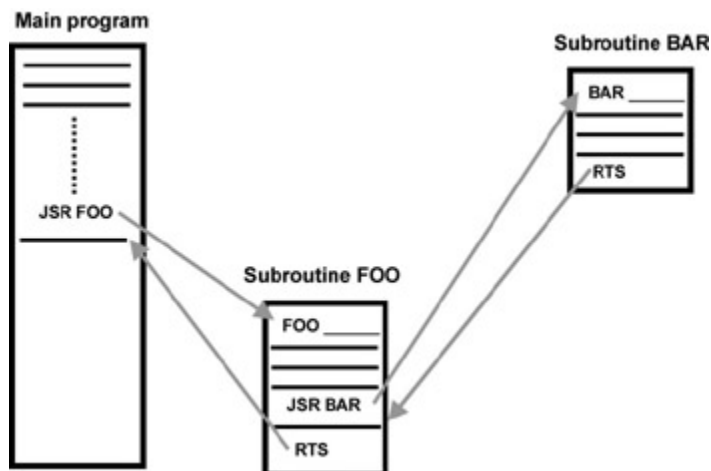 Main program
JSR FOO
Subroutine FOO
FOO
JSR BAR
RTS
Subroutine BAR
BAR
RTS